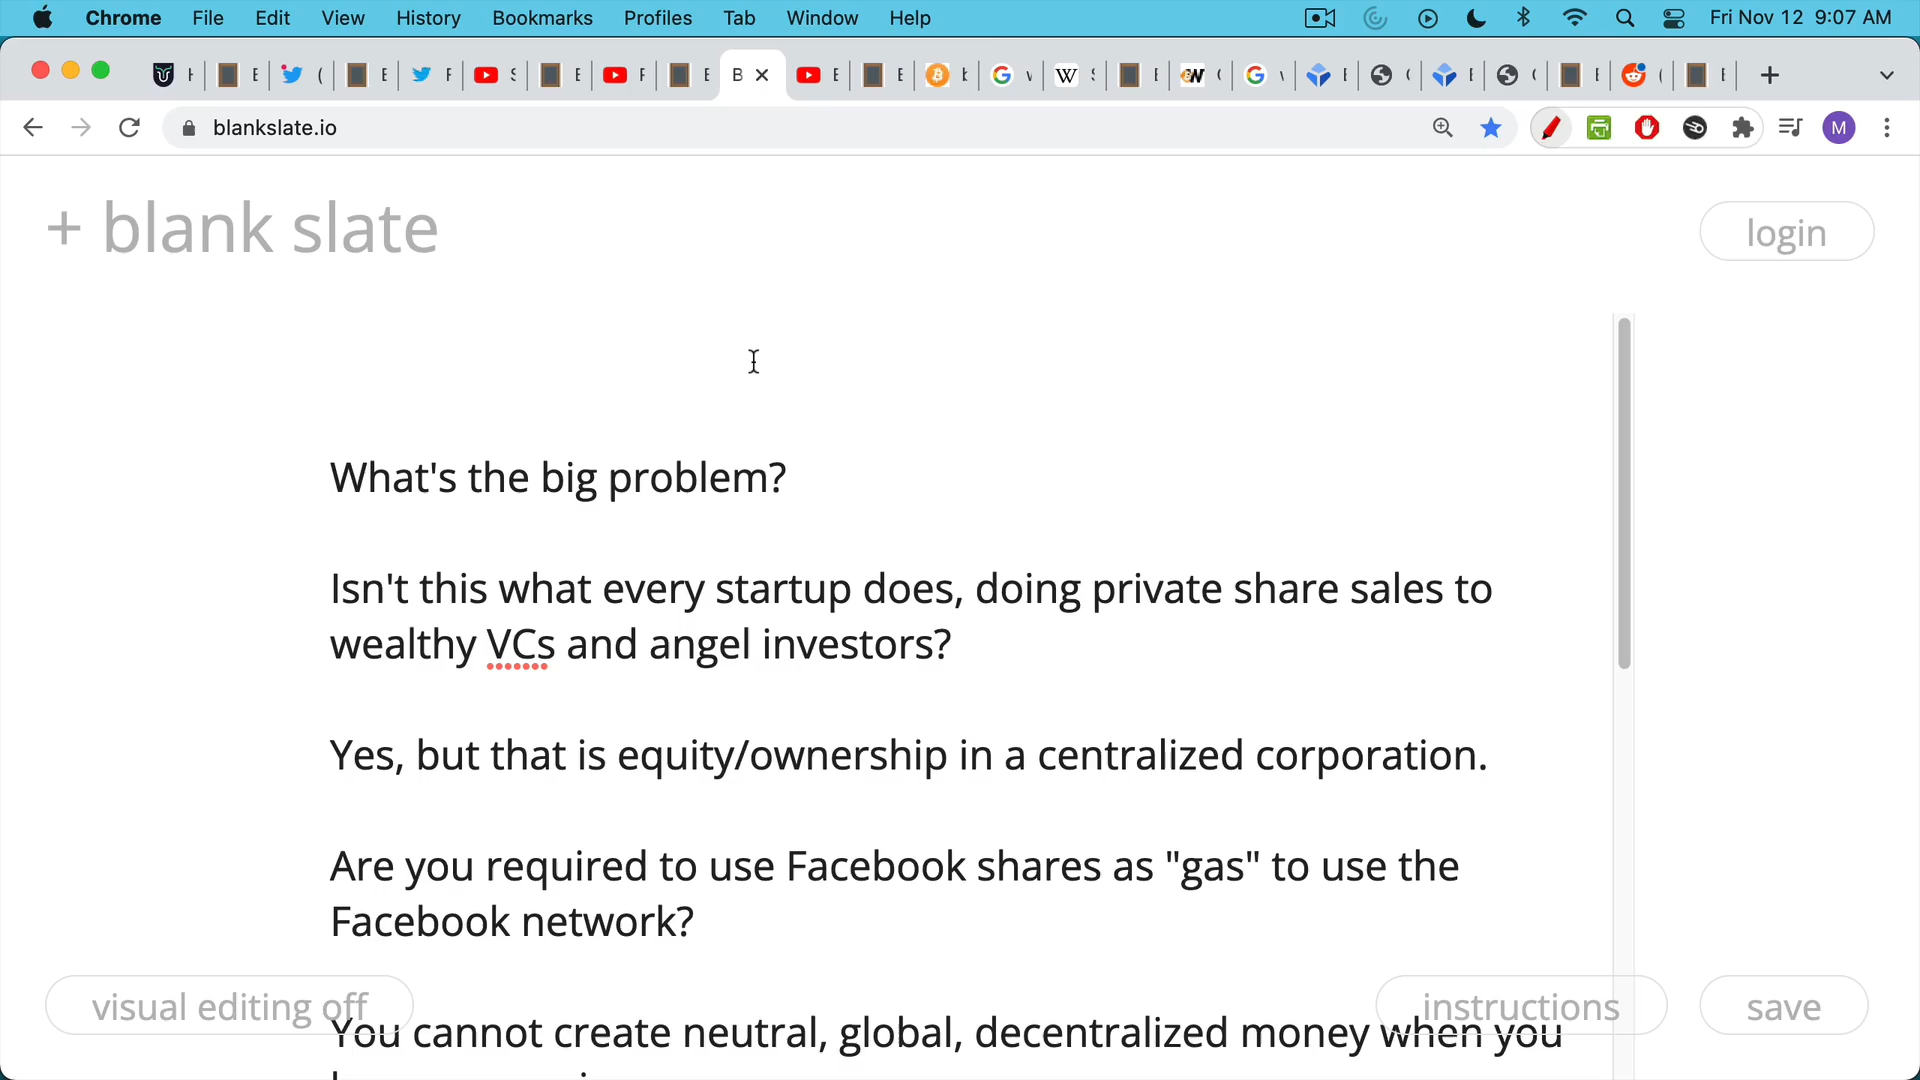 Chrome File Edit View History Bookmarks Profiles Tab Window Help Fri Nov 12 9:07 AM
B
blankslate.io
M
+ blank slate
login
What's the big problem?
Isn't this what every startup does, doing private share sales to
wealthy VCs and angel investors?
Yes, but that is equity/ownership in a centralized corporation.
Are you required to use Facebook shares as "gas" to use the
Facebook network?
visual editing off
instructions
save
You cannot create neutral, global, decentralized money when you